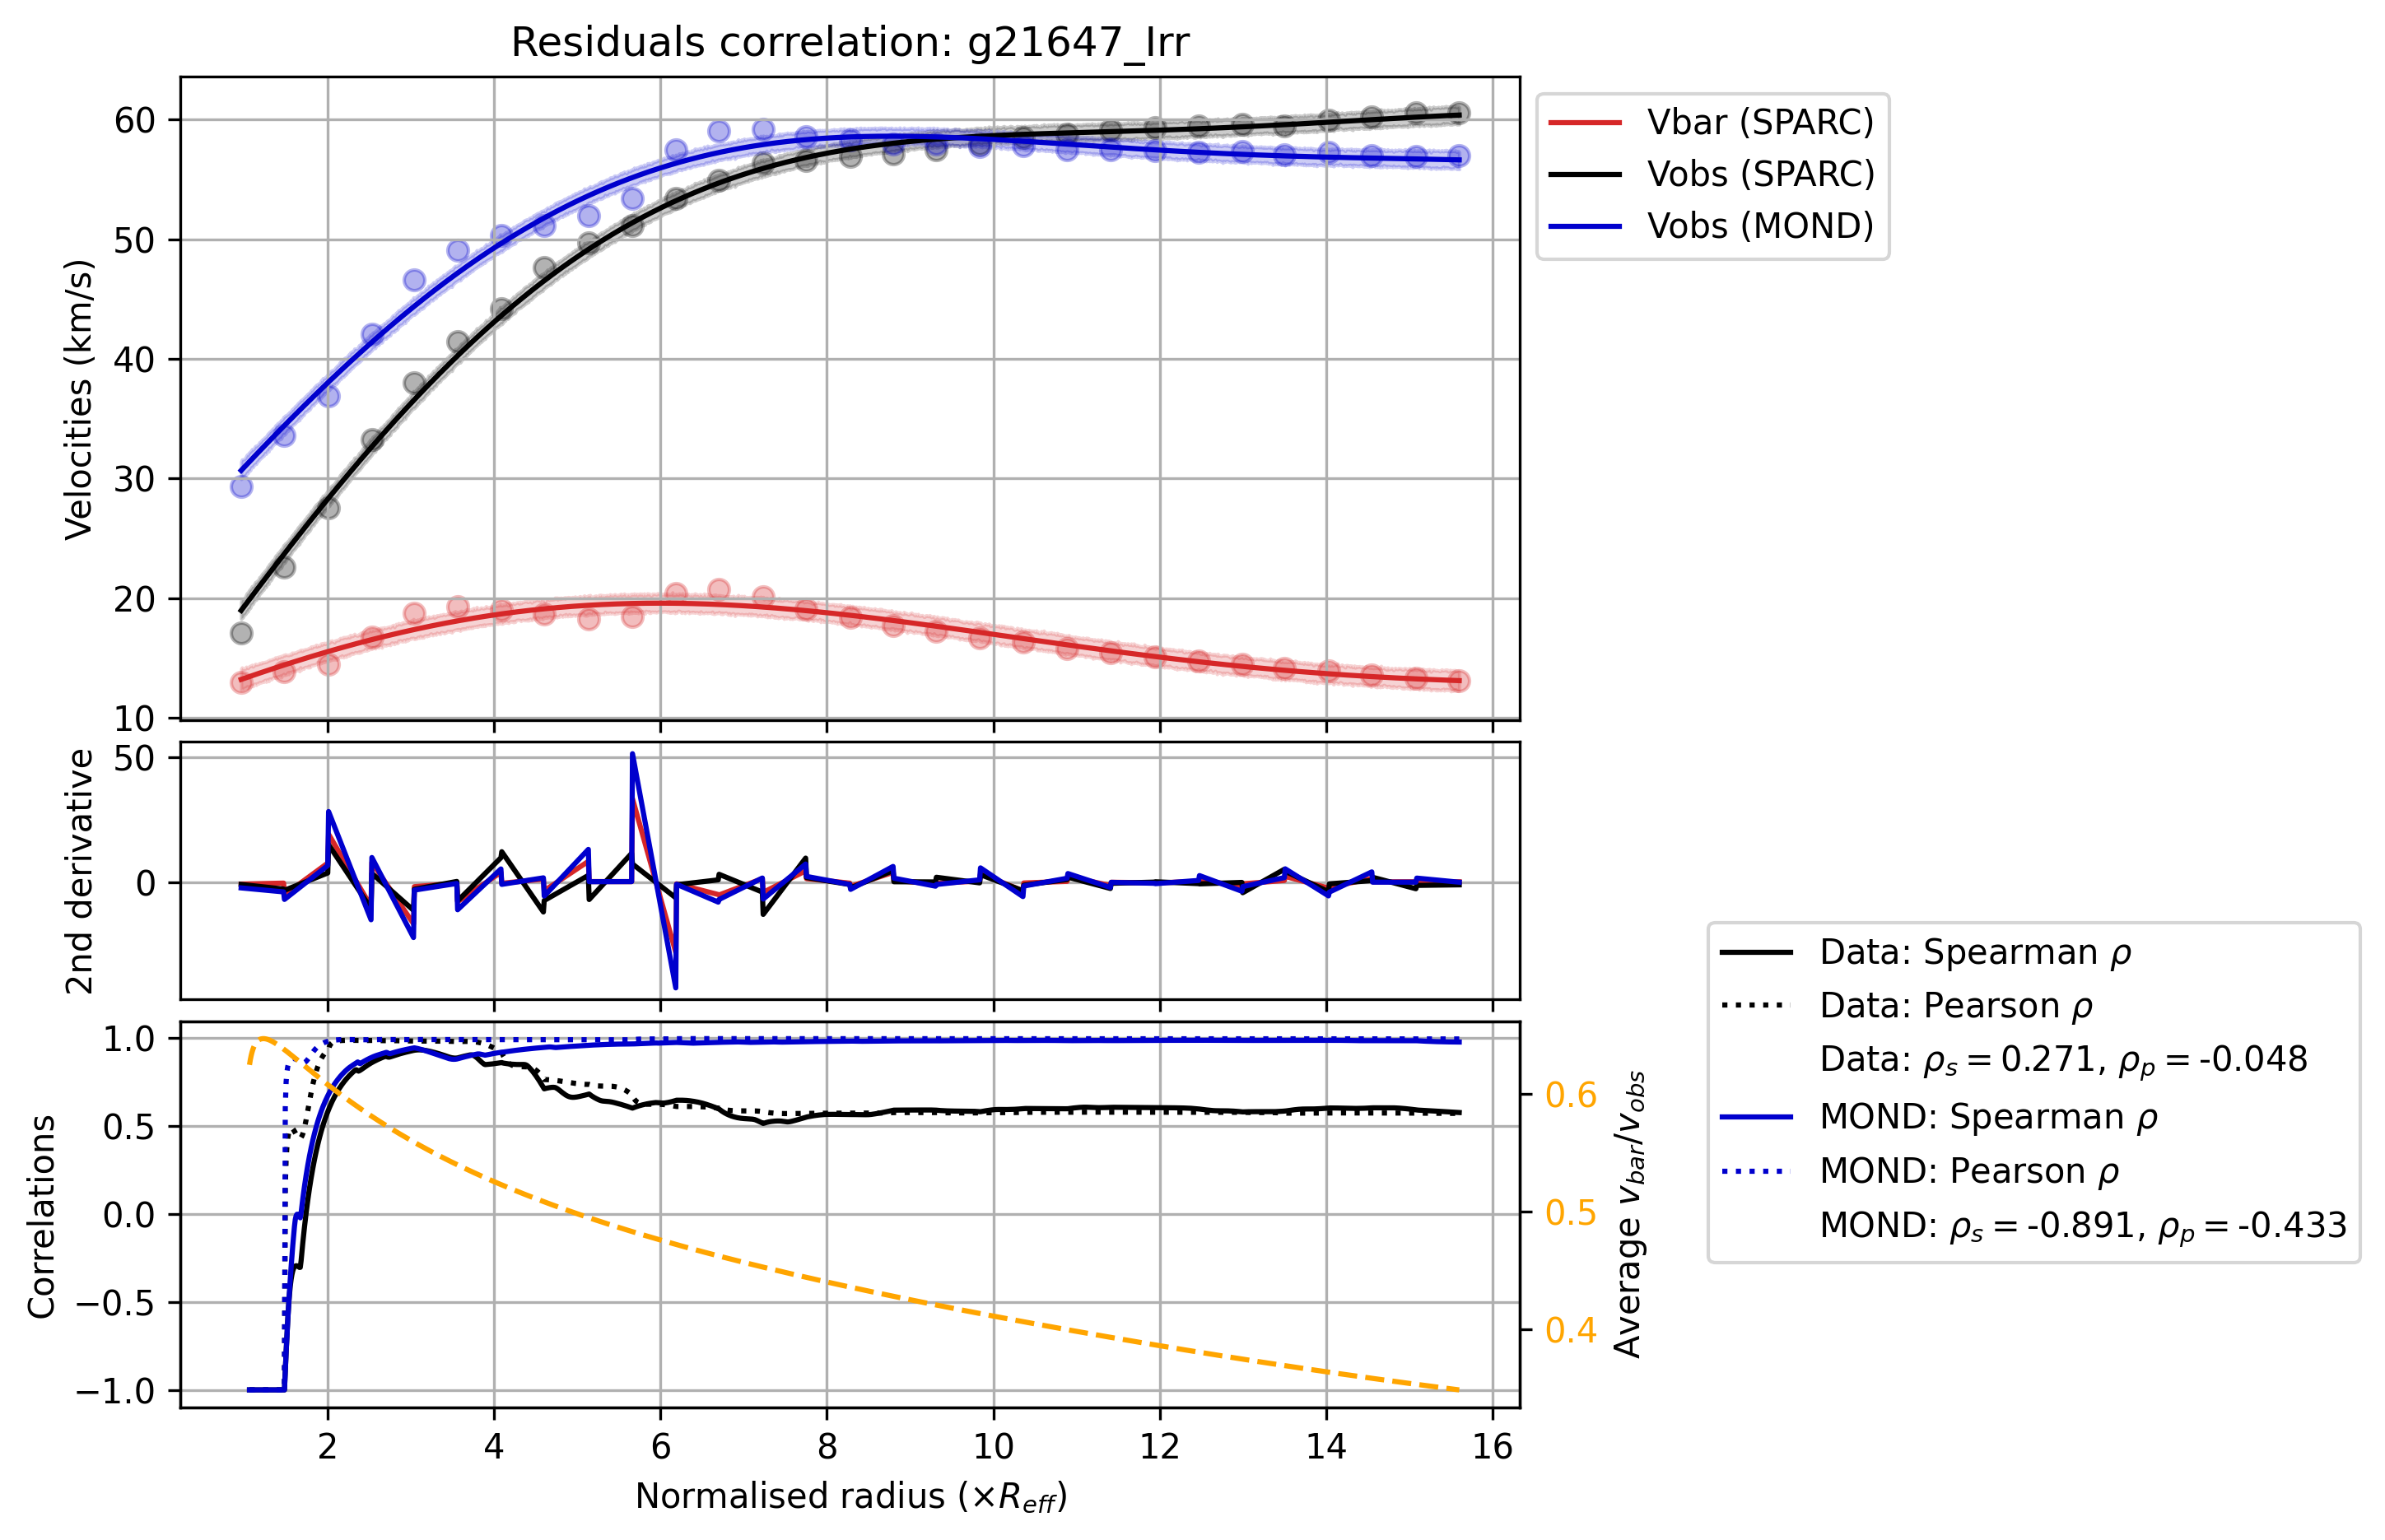 Residuals correlation: g21647_Irr
Velocities (km/s)
60
50
40
30
20
10
Vbar (SPARC)
Vobs (SPARC)
Vobs (MOND)
2nd derivative
50
0
Correlations
1.0
0.5
0.0
−0.5
−1.0
0.6
0.5
0.4
Average v_bar/v_obs
Data: Spearman ρ
Data: Pearson ρ
Data: ρ_s = 0.271, ρ_p = -0.048
MOND: Spearman ρ
MOND: Pearson ρ
MOND: ρ_s = -0.891, ρ_p = -0.433
2 4 6 8 10 12 14 16
Normalised radius (×R_eff)